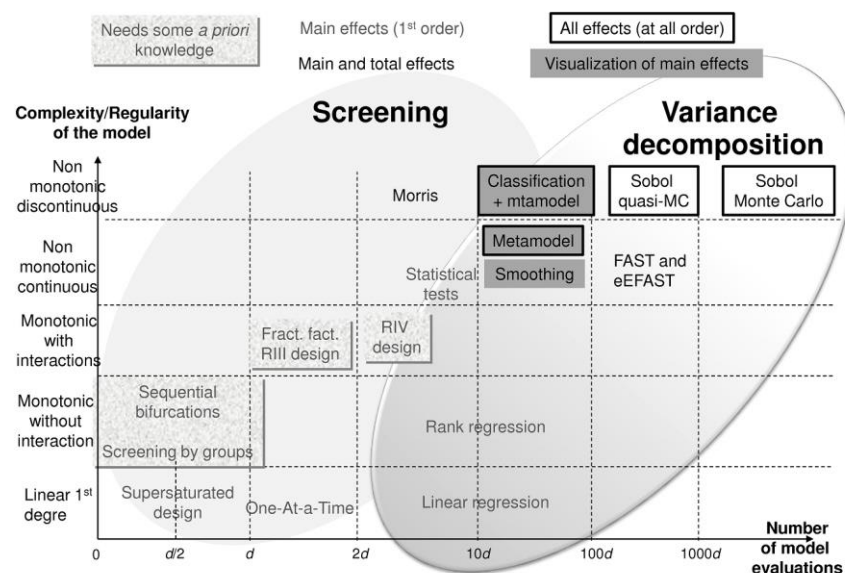 Needs some a priori
knowledge
Main effects (1st order)
All effects (at all order)
Main and total effects
Visualization of main effects
Complexity/Regularity
of the model
Screening
Variance
decomposition
Non
monotonic
discontinuous
Morris
Classification
+ mtamodel
Sobol
quasi-MC
Sobol
Monte Carlo
Non
monotonic
continuous
Metamodel
Statistical
tests
Smoothing
FAST and
eEFAST
Monotonic
with
interactions
Fract. fact.
RIII design
RIV
design
Monotonic
without
interaction
Sequential
bifurcations
Screening by groups
Rank regression
Linear 1st
degre
Supersaturated
design
One-At-a-Time
Linear regression
0
d/2
d
2d
10d
100d
1000d
Number
of model
evaluations